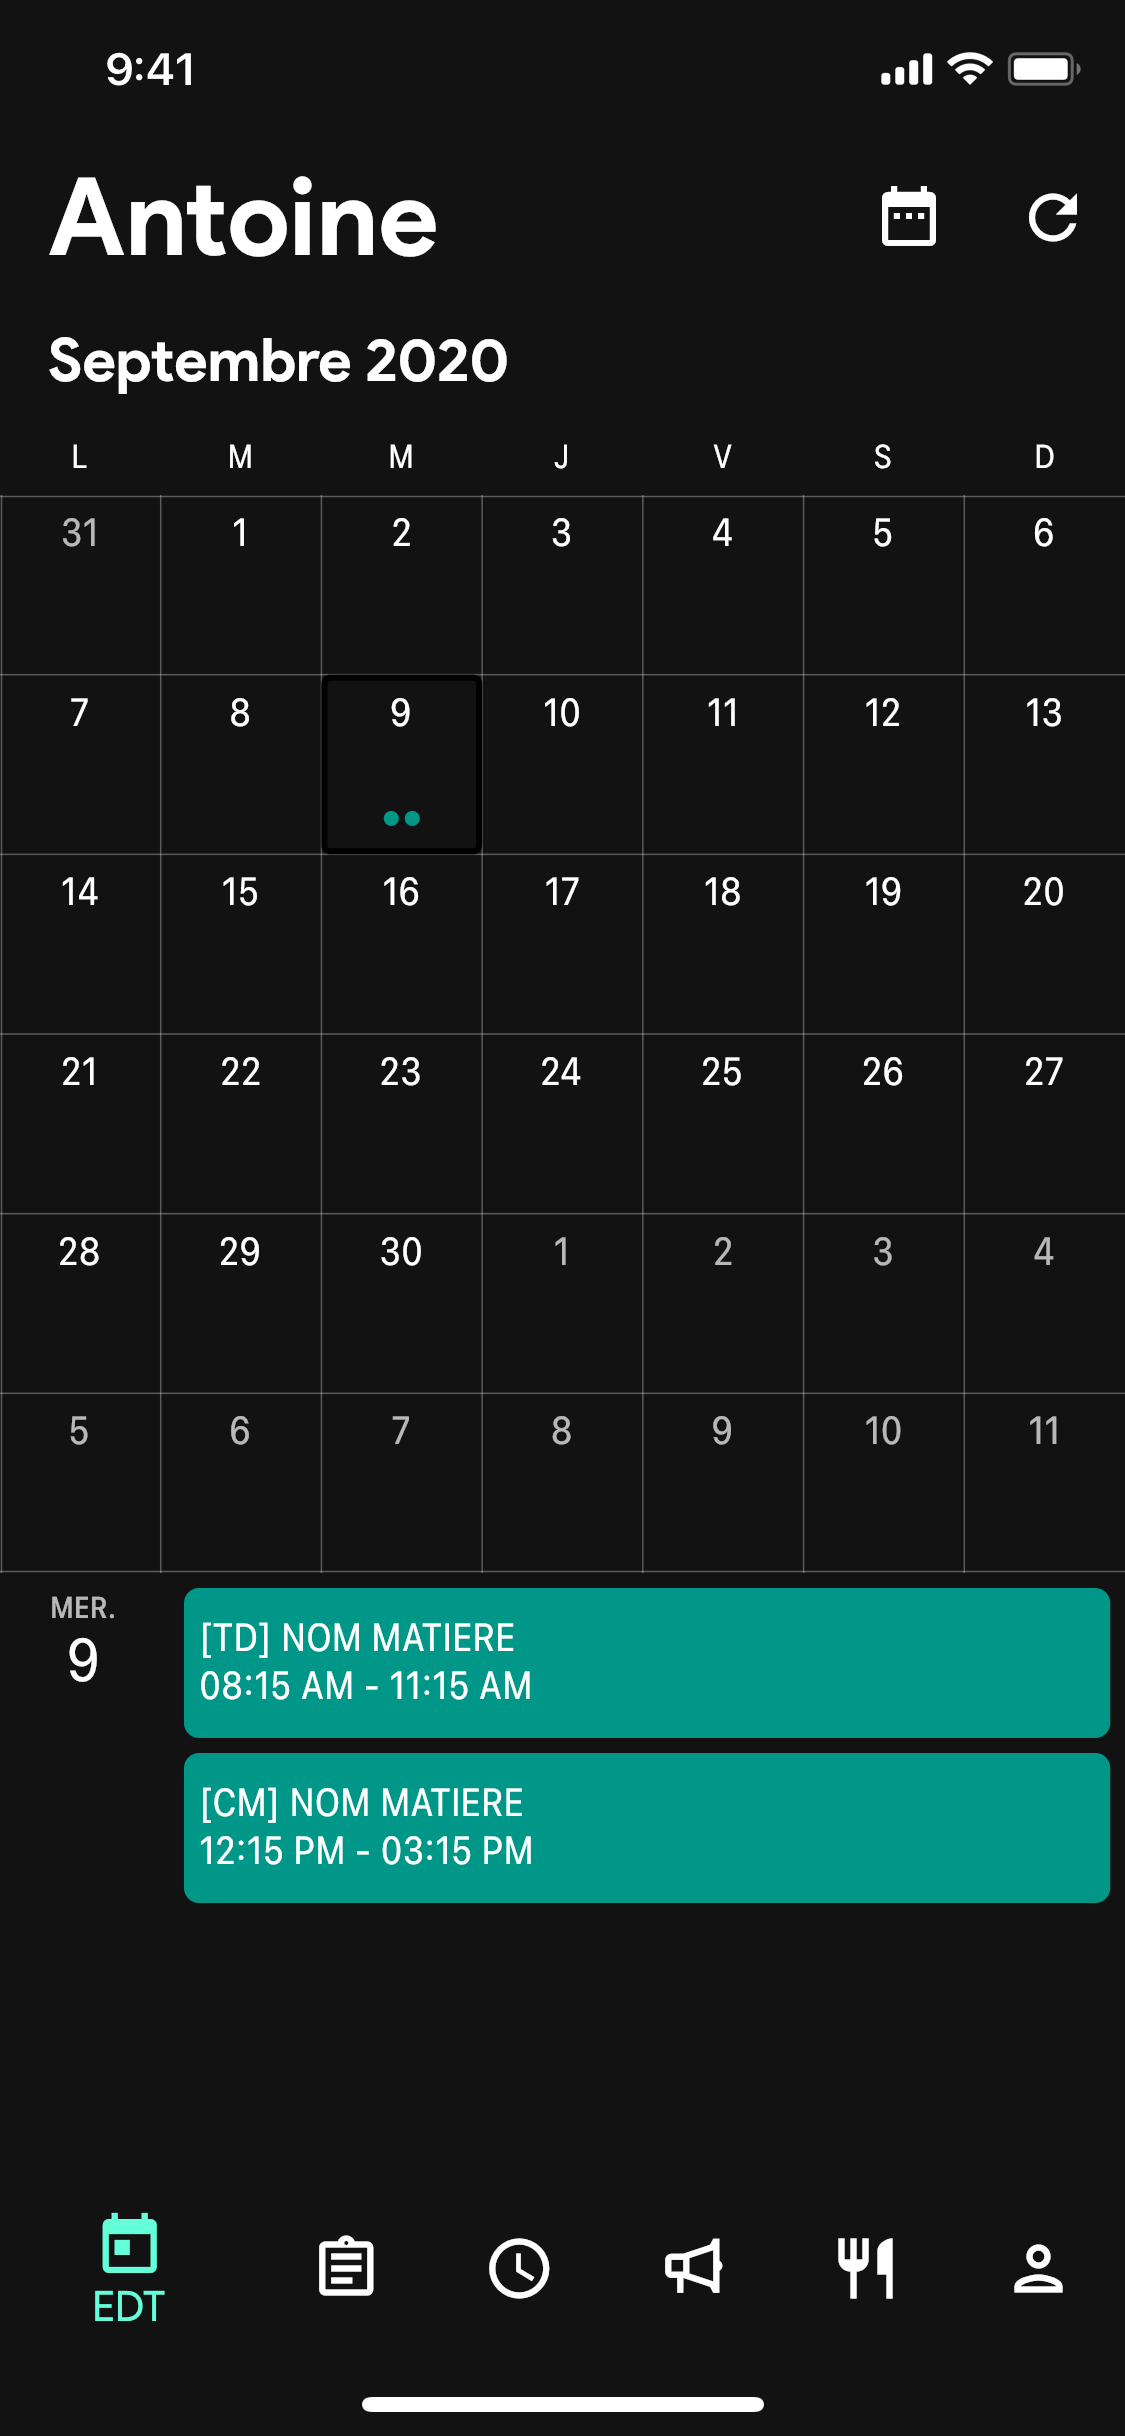 9:41
Antoine
Septembre 2020
L M M J V S D
31 1 2 3 4 5 6
7 8 9 10 11 12 13
14 15 16 17 18 19 20
21 22 23 24 25 26 27
28 29 30 1 2 3 4
5 6 7 8 9 10 11
MER.
9
[TD] NOM MATIERE
08:15 AM - 11:15 AM
[CM] NOM MATIERE
12:15 PM - 03:15 PM
EDT